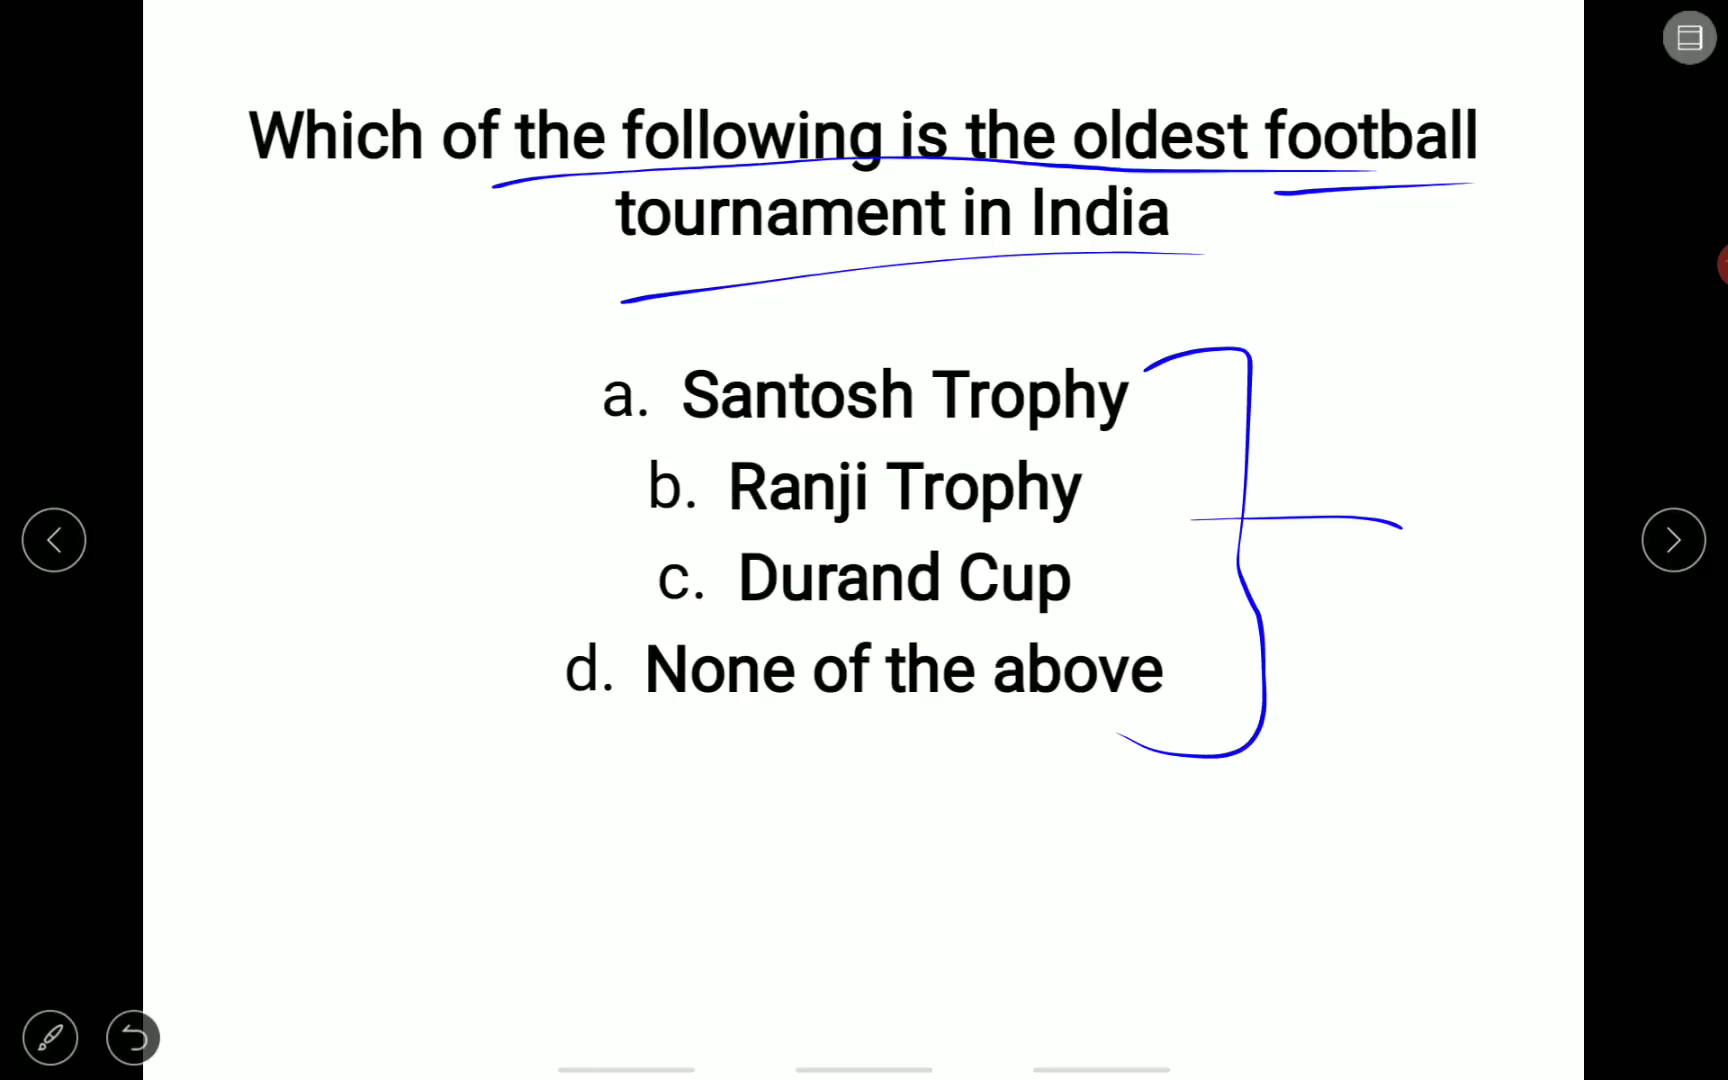 Which of the following is the oldest football
tournament in India
a. Santosh Trophy
b. Ranji Trophy
c. Durand Cup
d. None of the above